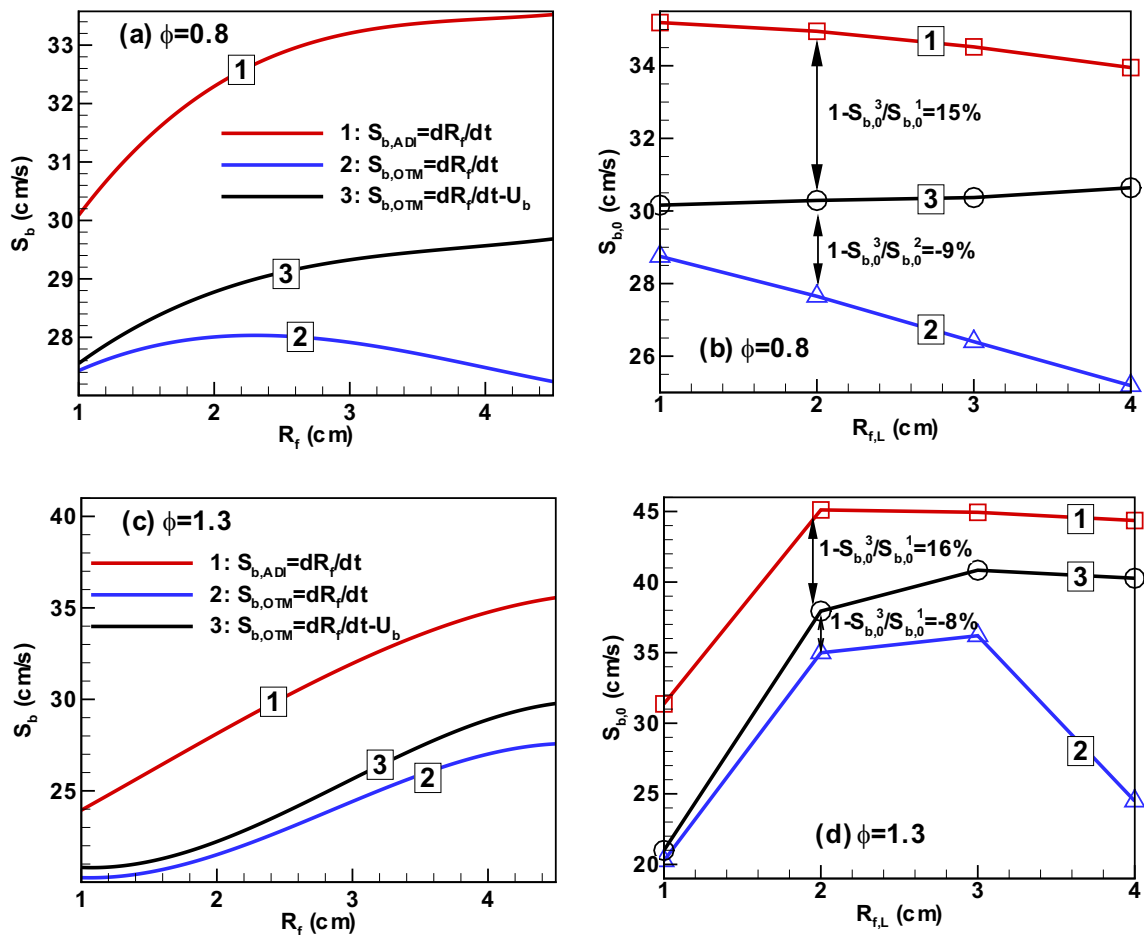 (a) ϕ=0.8
1
1: S_b,ADI=dR_f/dt
2: S_b,OTM=dR_f/dt
3: S_b,OTM=dR_f/dt-U_b
3
2
33
32
31
30
29
28
S_b (cm/s)
1 2 3 4
R_f (cm)
1
1-S_b,0^3/S_b,0^1=15%
3
1-S_b,0^3/S_b,0^2=-9%
2
(b) ϕ=0.8
34
32
30
28
26
S_b,0 (cm/s)
1 2 3 4
R_f,L (cm)
(c) ϕ=1.3
1: S_b,ADI=dR_f/dt
2: S_b,OTM=dR_f/dt
3: S_b,OTM=dR_f/dt-U_b
1
3
2
40
35
30
25
S_b (cm/s)
1 2 3 4
R_f (cm)
1
1-S_b,0^3/S_b,0^1=16%
3
1-S_b,0^3/S_b,0^1=-8%
2
(d) ϕ=1.3
45
40
35
30
25
20
S_b,0 (cm/s)
1 2 3 4
R_f,L (cm)